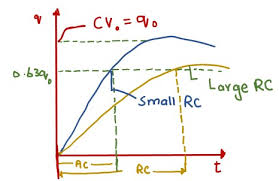 q
CV₀ = q₀
0.63q₀
Large RC
Small RC
RC
RC
t